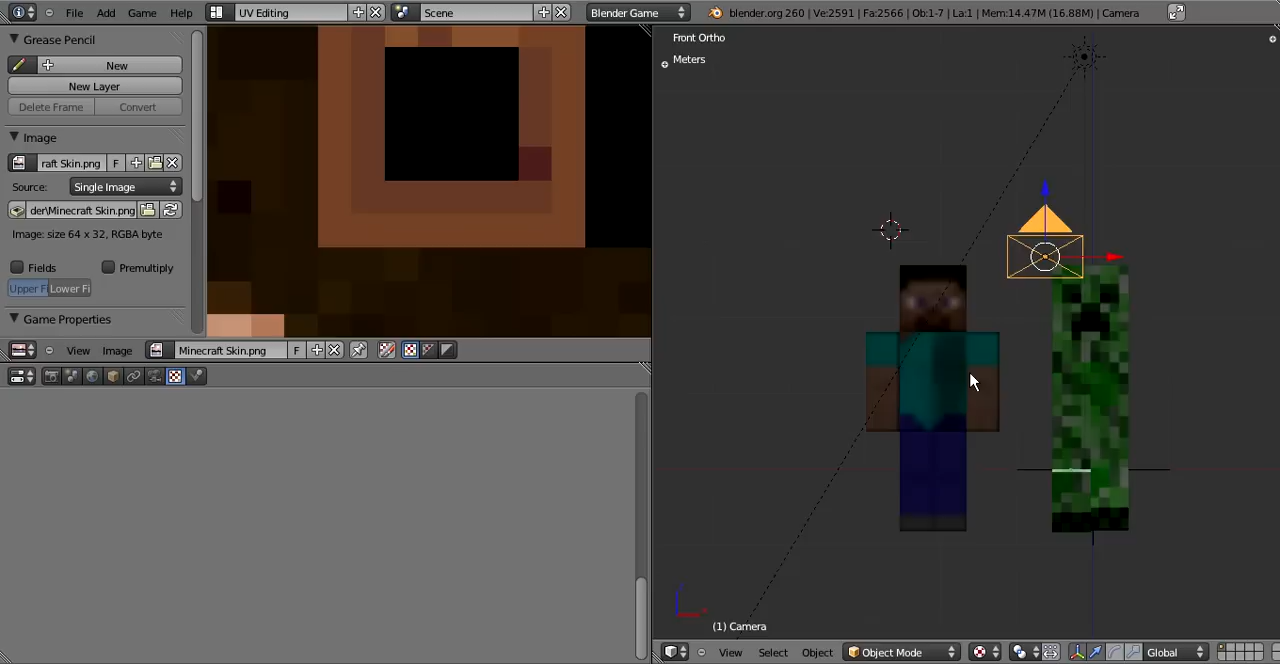 File Add Game Help UV Editing Scene Blender Game blender.org 260 | Ve:2591 | Fa:2566 | Ob:1-7 | La:1 | Mem:14.47M (16.88M) | Camera
Grease Pencil
New
New Layer
Delete Frame Convert
Image
raft Skin.png F
Source: Single Image
der\Minecraft Skin.png
Image: size 64 x 32, RGBA byte
Fields Premultiply
Upper Fi Lower Fi
Game Properties
View Image Minecraft Skin.png F
Front Ortho
Meters
(1) Camera
View Select Object Object Mode Global